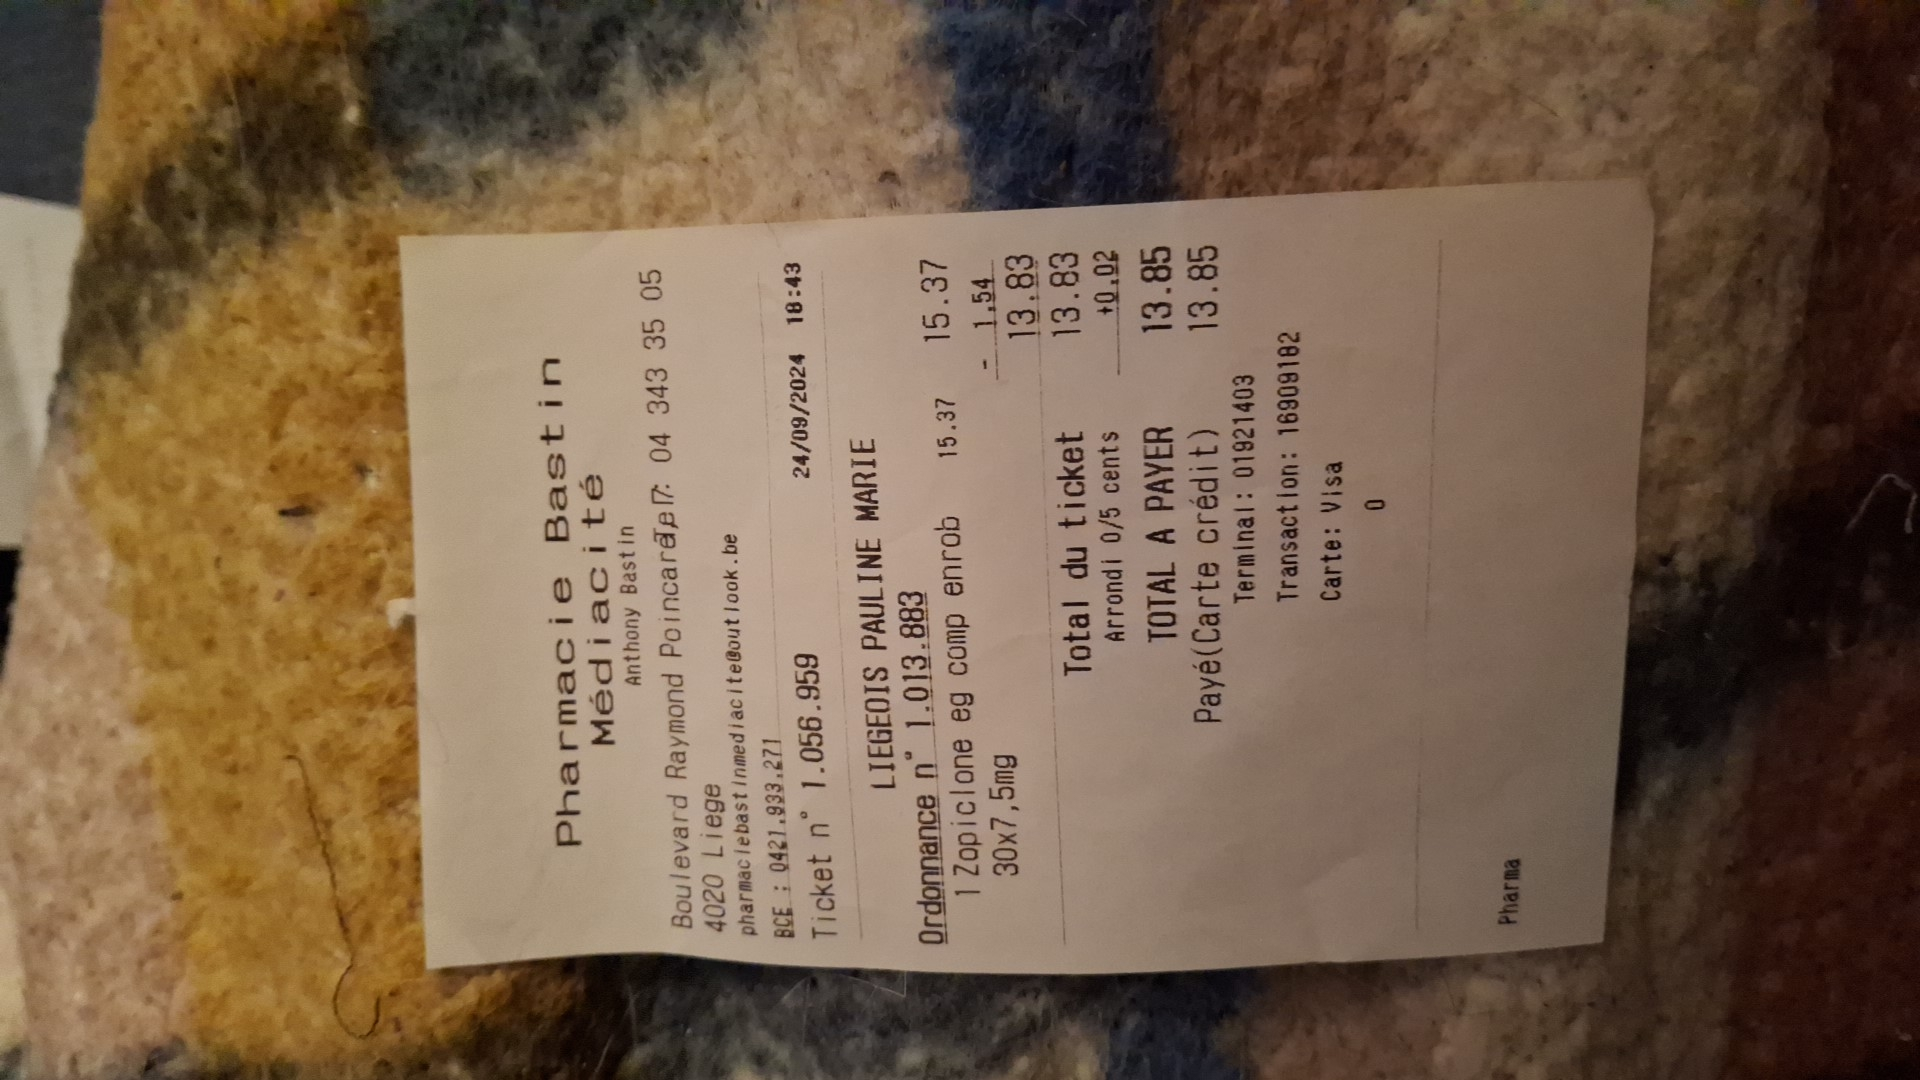 Pharmacie Bastin
Médiacité
Anthony Bastin
Boulevard Raymond Poincaré 04 343 35 05
4020 Liege
pharmaciebastinmediacite@outlook.be
BCE : 0421.933.271
Ticket n° 1.056.959 24/09/2024 18:43
LIEGEOIS PAULINE MARIE
Ordonnance n° 1.013.883
1 Zopiclone eg comp enrob 15.37 15.37
30x7,5mg - 1.54
13.83
Total du ticket 13.83
Arrondi 0/5 cents +0.02
TOTAL A PAYER 13.85
Payé(Carte crédit) 13.85
Terminal: 01921403
Transaction: 16909182
Carte: Visa
0
Pharma